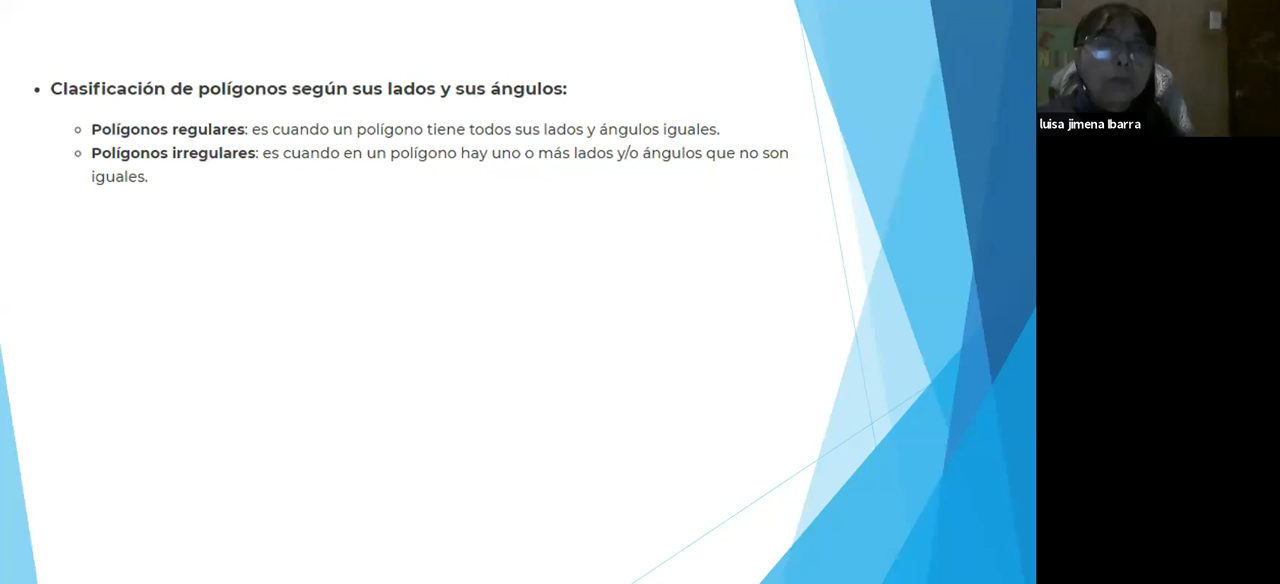 Clasificación de polígonos según sus lados y sus ángulos:
Polígonos regulares: es cuando un polígono tiene todos sus lados y ángulos iguales.
Polígonos irregulares: es cuando en un polígono hay uno o más lados y/o ángulos que no son
iguales.
luisa jimena Ibarra